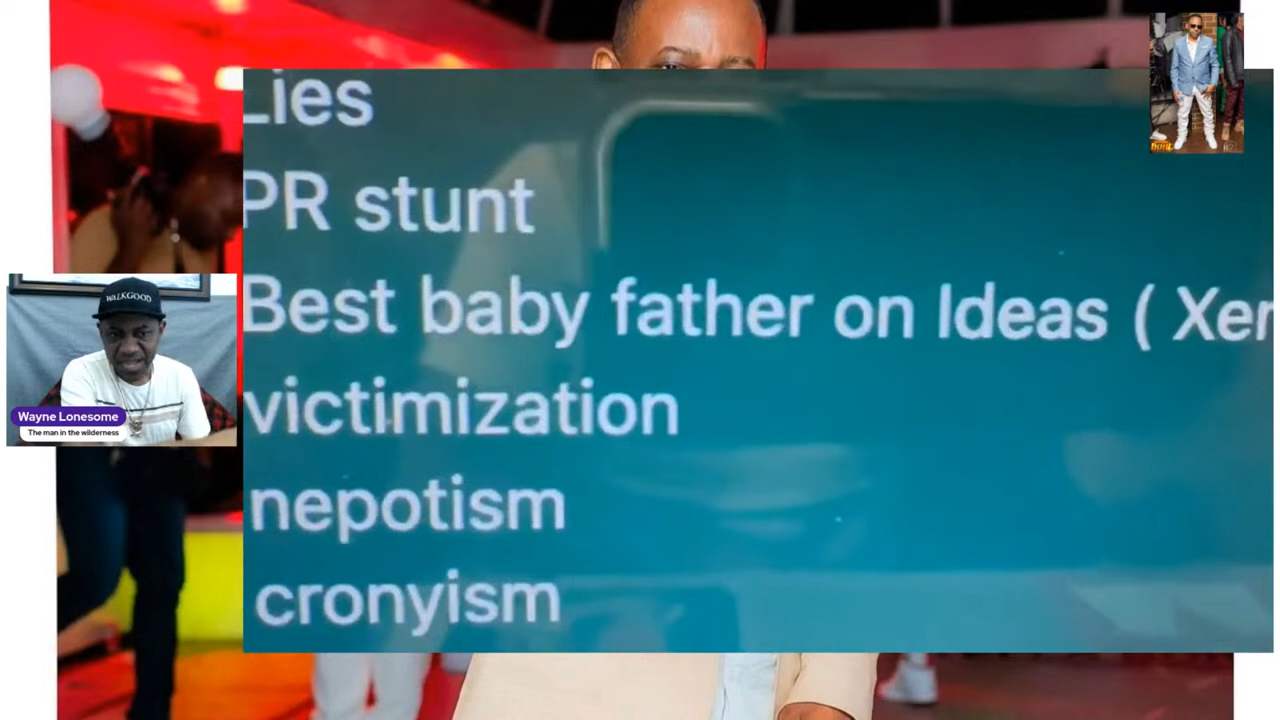 Lies
PR stunt
Best baby father on Ideas ( Xer
victimization
nepotism
cronyism
WALKGOOD
Wayne Lonesome
The man in the wilderness